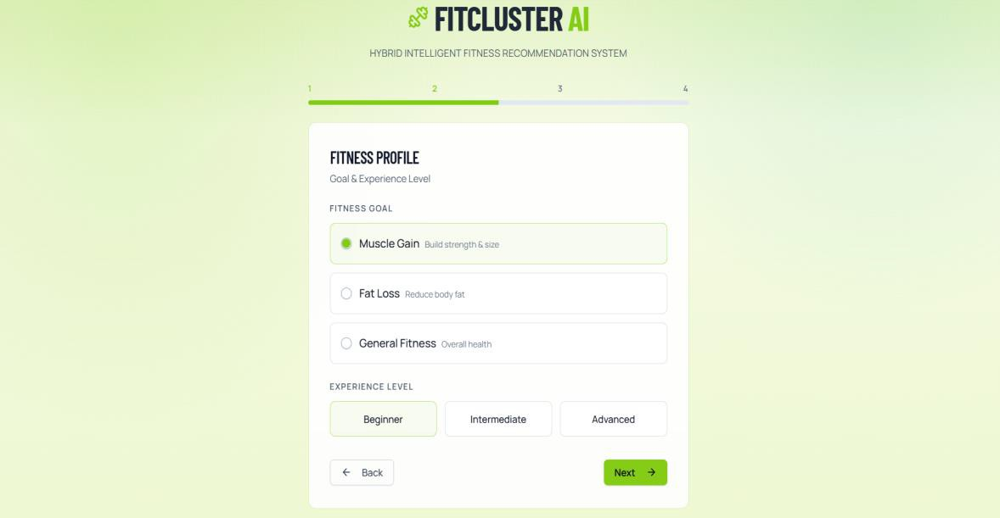 FITCLUSTER AI
HYBRID INTELLIGENT FITNESS RECOMMENDATION SYSTEM
1 2 3 4
FITNESS PROFILE
Goal & Experience Level
FITNESS GOAL
Muscle Gain Build strength & size
Fat Loss Reduce body fat
General Fitness Overall health
EXPERIENCE LEVEL
Beginner Intermediate Advanced
Back Next